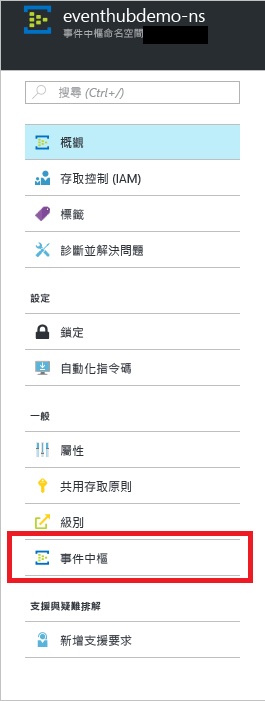 eventhubdemo-ns
事件中樞命名空間
搜尋 (Ctrl+/)
概觀
存取控制 (IAM)
標籤
診斷並解決問題
設定
鎖定
自動化指令碼
一般
屬性
共用存取原則
級別
事件中樞
支援與疑難排解
新增支援要求